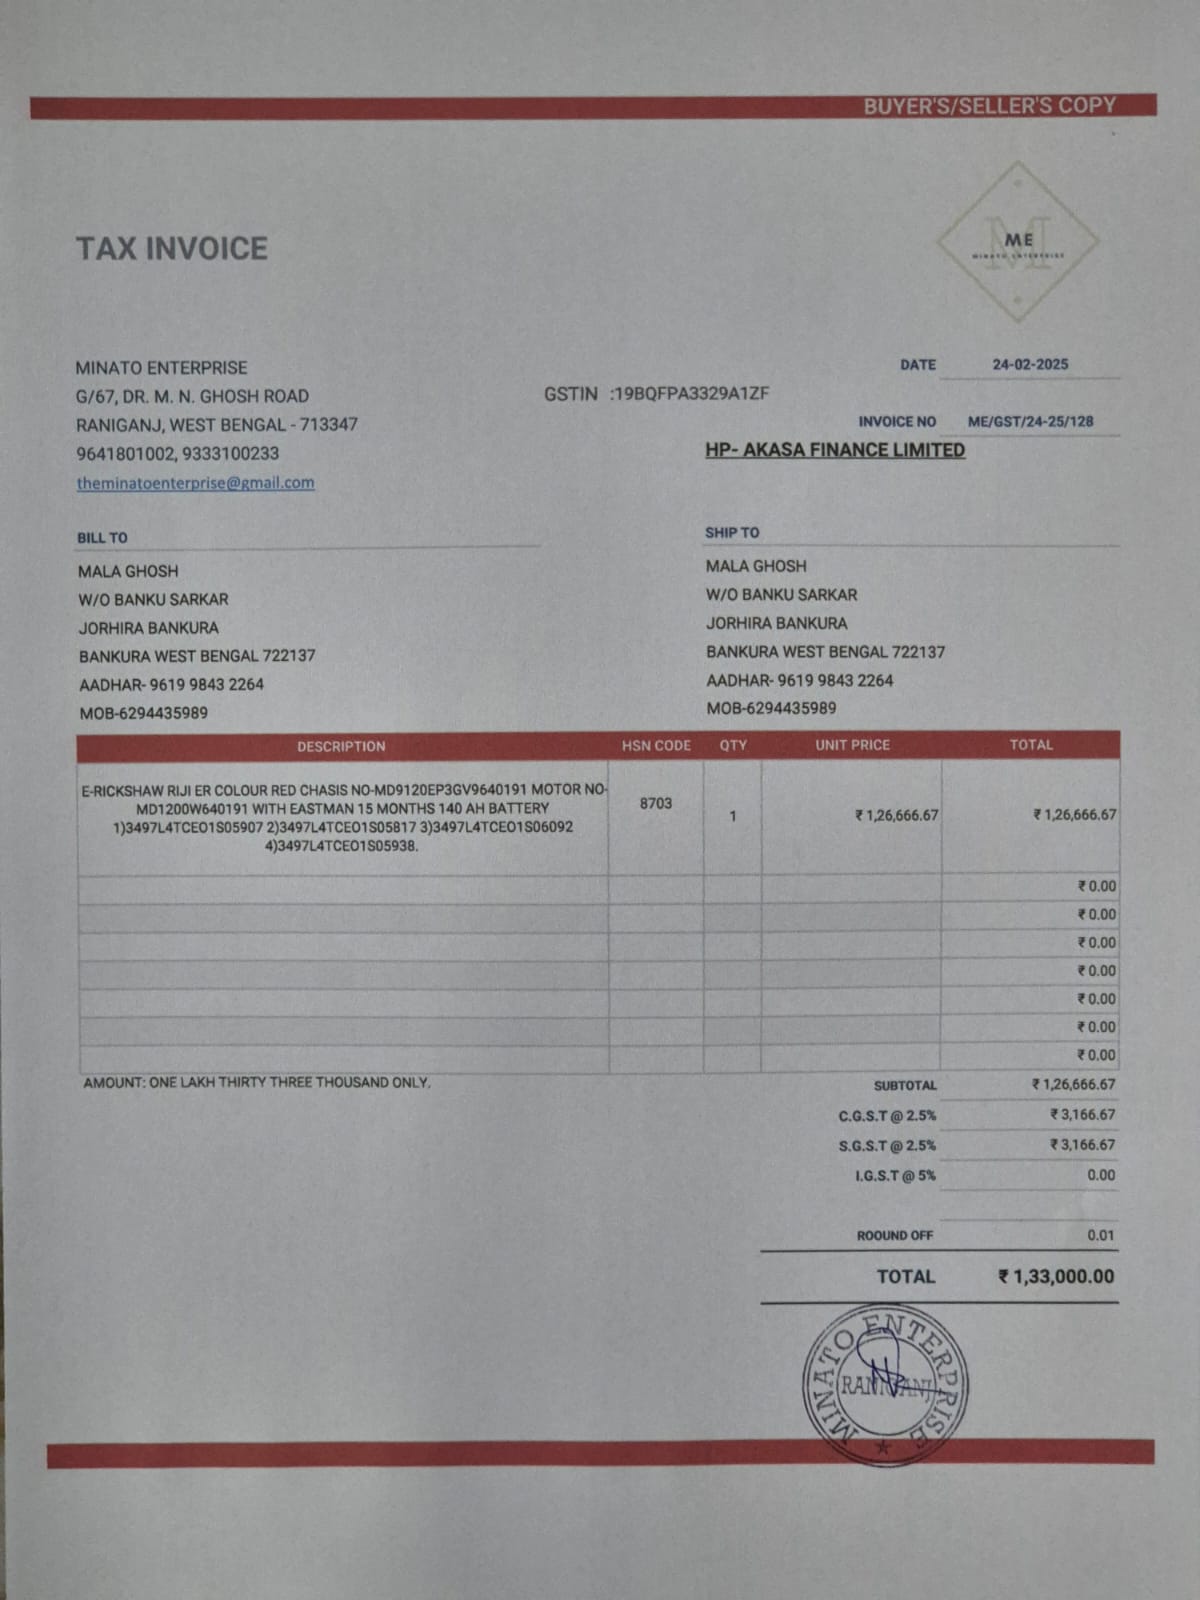 BUYER'S/SELLER'S COPY
ME
MINATO ENTERPRISE
TAX INVOICE
MINATO ENTERPRISE
G/67, DR. M. N. GHOSH ROAD
RANIGANJ, WEST BENGAL - 713347
9641801002, 9333100233
theminatoenterprise@gmail.com
GSTIN :19BQFPA3329A1ZF
DATE 24-02-2025
INVOICE NO ME/GST/24-25/128
HP- AKASA FINANCE LIMITED
BILL TO
MALA GHOSH
W/O BANKU SARKAR
JORHIRA BANKURA
BANKURA WEST BENGAL 722137
AADHAR- 9619 9843 2264
MOB-6294435989
SHIP TO
MALA GHOSH
W/O BANKU SARKAR
JORHIRA BANKURA
BANKURA WEST BENGAL 722137
AADHAR- 9619 9843 2264
MOB-6294435989
DESCRIPTION HSN CODE QTY UNIT PRICE TOTAL
E-RICKSHAW RIJI ER COLOUR RED CHASIS NO-MD9120EP3GV9640191 MOTOR NO-
MD1200W640191 WITH EASTMAN 15 MONTHS 140 AH BATTERY
1)3497L4TCEO1S05907 2)3497L4TCEO1S05817 3)3497L4TCEO1S06092
4)3497L4TCEO1S05938.
8703 1 ₹ 1,26,666.67 ₹ 1,26,666.67
₹ 0.00
₹ 0.00
₹ 0.00
₹ 0.00
₹ 0.00
₹ 0.00
₹ 0.00
AMOUNT: ONE LAKH THIRTY THREE THOUSAND ONLY.
SUBTOTAL ₹ 1,26,666.67
C.G.S.T @ 2.5% ₹ 3,166.67
S.G.S.T @ 2.5% ₹ 3,166.67
I.G.S.T @ 5% 0.00
ROOUND OFF 0.01
TOTAL ₹ 1,33,000.00
MINATO ENTERPRISE
RANIGANJ